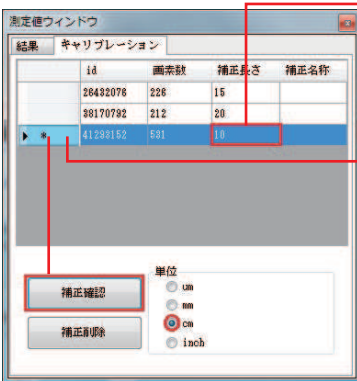 測定値ウィンドウ
結果 キャリブレーション
id 画素数 補正長さ 補正名称
26432076 226 15
38170792 212 20
* 41293152 531 10
単位
補正確認
um
mm
cm
補正削除
inch